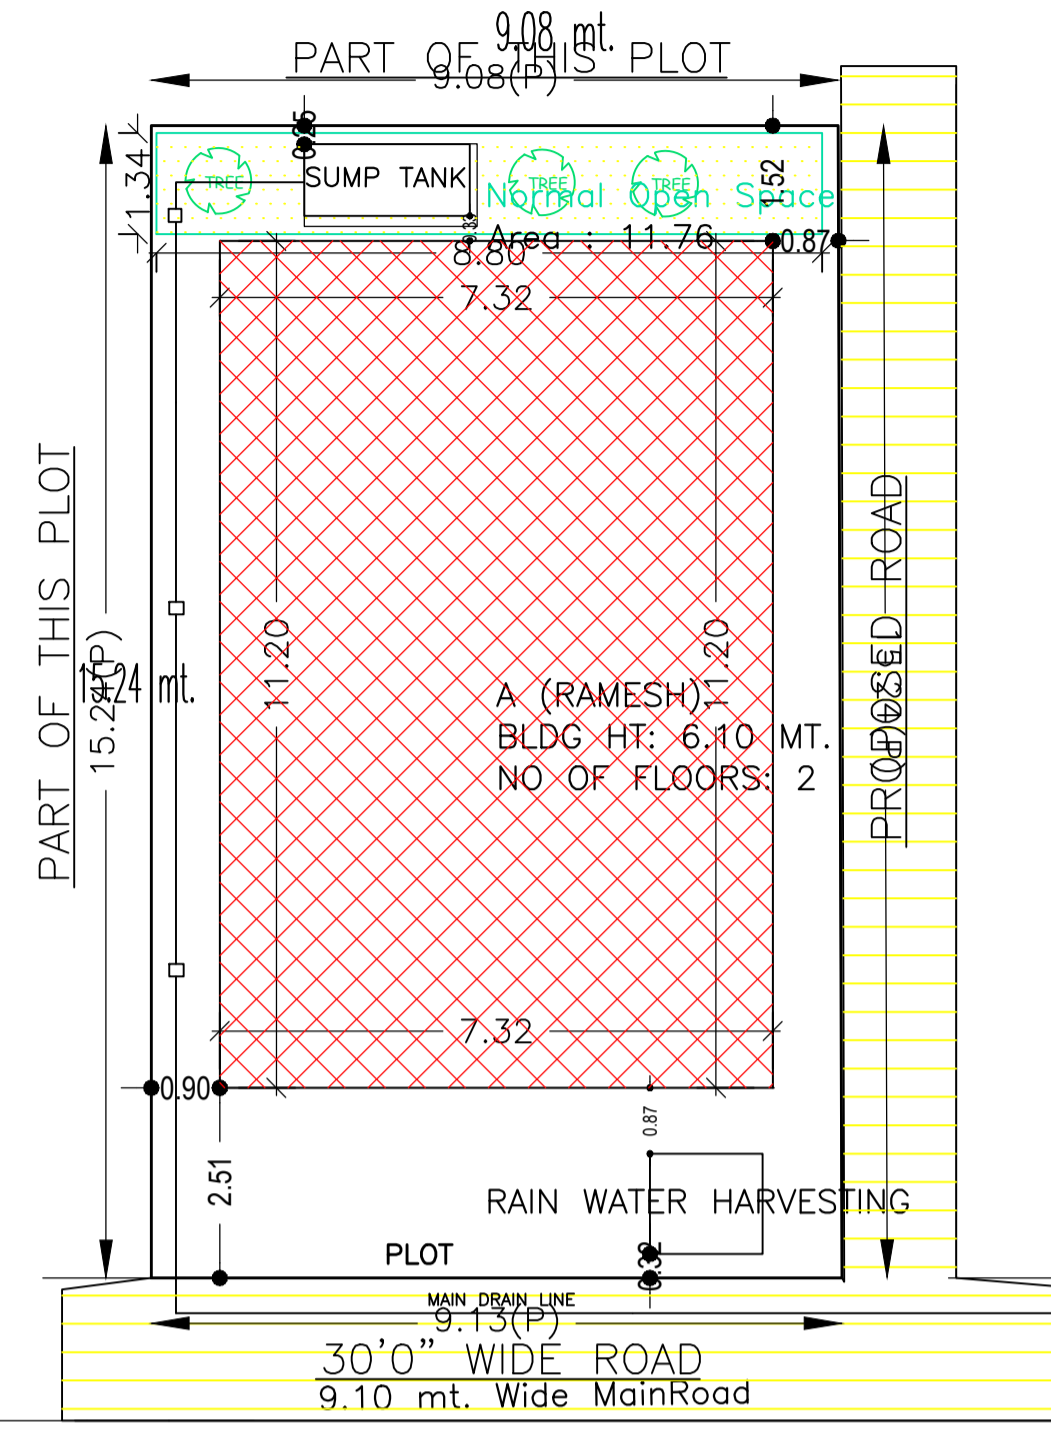 9.08 mt.
PART OF THIS PLOT
9.08(P)
0.25
1.34
TREE
SUMP TANK
TREE
TREE
1.52
Normal Open Space
0.33
Area : 11.76
0.87
8.80
7.32
PART OF THIS PLOT
15.24(P)
15.24 mt.
11.20
11.20
A (RAMESH)
BLDG HT: 6.10 MT.
NO OF FLOORS: 2
ROAD
7.32
0.90
0.87
2.51
RAIN WATER HARVESTING
PLOT
0.32
MAIN DRAIN LINE
9.13(P)
30'0" WIDE ROAD
9.10 mt. Wide MainRoad